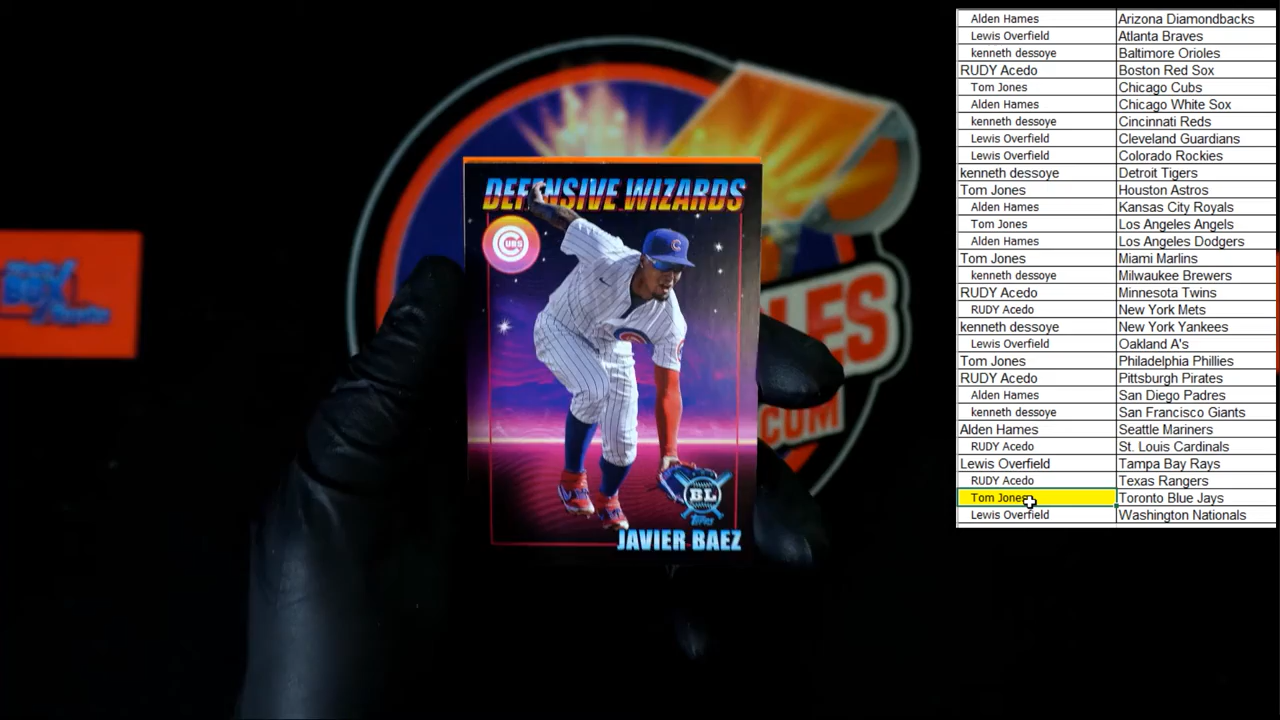 DEFENSIVE WIZARDS
CUBS
BL
Topps
JAVIER BAEZ
LES
.COM
BOX
Alden Hames Arizona Diamondbacks
Lewis Overfield Atlanta Braves
kenneth dessoye Baltimore Orioles
RUDY Acedo Boston Red Sox
Tom Jones Chicago Cubs
Alden Hames Chicago White Sox
kenneth dessoye Cincinnati Reds
Lewis Overfield Cleveland Guardians
Lewis Overfield Colorado Rockies
kenneth dessoye Detroit Tigers
Tom Jones Houston Astros
Alden Hames Kansas City Royals
Tom Jones Los Angeles Angels
Alden Hames Los Angeles Dodgers
Tom Jones Miami Marlins
kenneth dessoye Milwaukee Brewers
RUDY Acedo Minnesota Twins
RUDY Acedo New York Mets
kenneth dessoye New York Yankees
Lewis Overfield Oakland A's
Tom Jones Philadelphia Phillies
RUDY Acedo Pittsburgh Pirates
Alden Hames San Diego Padres
kenneth dessoye San Francisco Giants
Alden Hames Seattle Mariners
RUDY Acedo St. Louis Cardinals
Lewis Overfield Tampa Bay Rays
RUDY Acedo Texas Rangers
Tom Jones Toronto Blue Jays
Lewis Overfield Washington Nationals